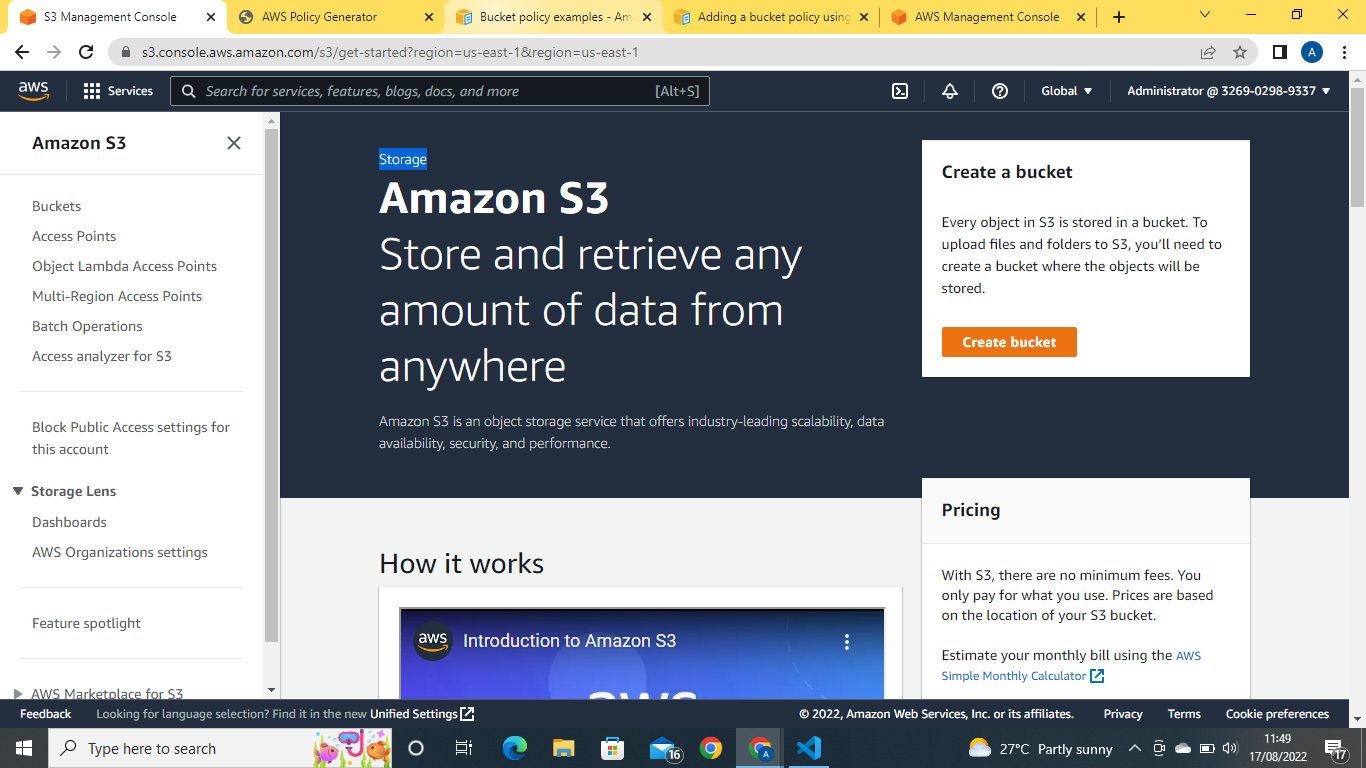 S3 Management Console
AWS Policy Generator
Bucket policy examples - Am
Adding a bucket policy using
AWS Management Console
s3.console.aws.amazon.com/s3/get-started?region=us-east-1&region=us-east-1
A
aws
Services
Search for services, features, blogs, docs, and more
[Alt+S]
Global
Administrator @ 3269-0298-9337
Amazon S3
Buckets
Access Points
Object Lambda Access Points
Multi-Region Access Points
Batch Operations
Access analyzer for S3
Block Public Access settings for
this account
Storage Lens
Dashboards
AWS Organizations settings
Feature spotlight
AWS Marketplace for S3
Storage
Amazon S3
Store and retrieve any
amount of data from
anywhere
Amazon S3 is an object storage service that offers industry-leading scalability, data
availability, security, and performance.
How it works
aws
Introduction to Amazon S3
aws
Create a bucket
Every object in S3 is stored in a bucket. To
upload files and folders to S3, you’ll need to
create a bucket where the objects will be
stored.
Create bucket
Pricing
With S3, there are no minimum fees. You
only pay for what you use. Prices are based
on the location of your S3 bucket.
Estimate your monthly bill using the AWS
Simple Monthly Calculator
Feedback
Looking for language selection? Find it in the new Unified Settings
© 2022, Amazon Web Services, Inc. or its affiliates.
Privacy
Terms
Cookie preferences
Type here to search
16
A
27°C Partly sunny
11:49
17/08/2022
17